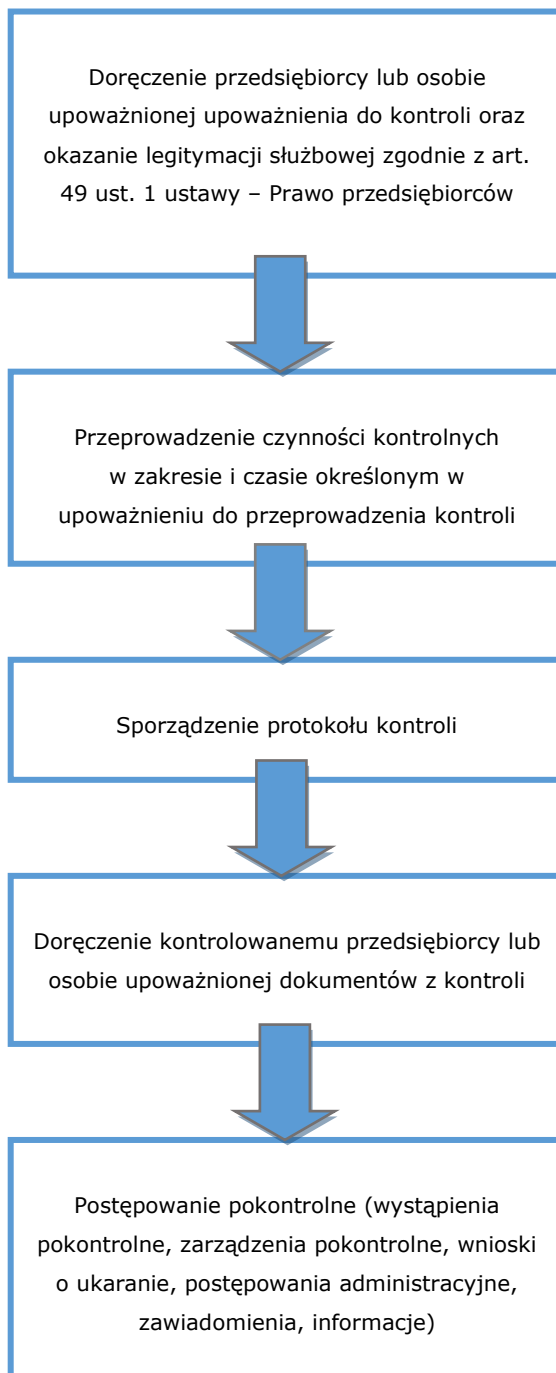 Doręczenie przedsiębiorcy lub osobie
upoważnionej upoważnienia do kontroli oraz
okazanie legitymacji służbowej zgodnie z art.
49 ust. 1 ustawy – Prawo przedsiębiorców
Przeprowadzenie czynności kontrolnych
w zakresie i czasie określonym w
upoważnieniu do przeprowadzenia kontroli
Sporządzenie protokołu kontroli
Doręczenie kontrolowanemu przedsiębiorcy lub
osobie upoważnionej dokumentów z kontroli
Postępowanie pokontrolne (wystąpienia
pokontrolne, zarządzenia pokontrolne, wnioski
o ukaranie, postępowania administracyjne,
zawiadomienia, informacje)